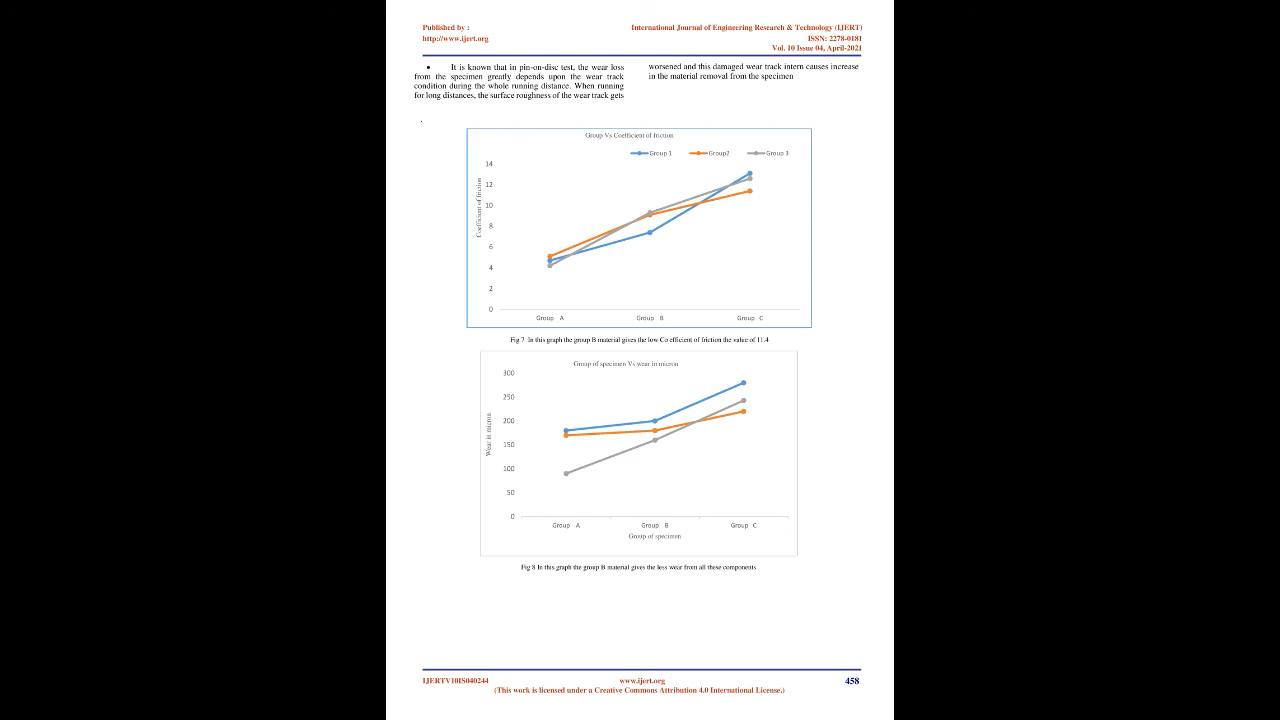 Published by :
http://www.ijert.org
International Journal of Engineering Research & Technology (IJERT)
ISSN: 2278-0181
Vol. 10 Issue 04, April-2021
• It is known that in pin-on-disc test, the wear loss
from the specimen greatly depends upon the wear track
condition during the whole running distance. When running
for long distances, the surface roughness of the wear track gets
worsened and this damaged wear track intern causes increase
in the material removal from the specimen
.
Group Vs Coefficient of friction
Group 1 Group2 Group 3
Coefficient of friction
14
12
10
8
6
4
2
0
Group A Group B Group C
Fig 7 In this graph the group B material gives the low Co efficient of friction the value of 11.4
Group of specimen Vs wear in micron
Wear in micron
300
250
200
150
100
50
0
Group A Group B Group C
Group of specimen
Fig 8 In this graph the group B material gives the less wear from all these components.
IJERTV10IS040244
www.ijert.org
458
(This work is licensed under a Creative Commons Attribution 4.0 International License.)